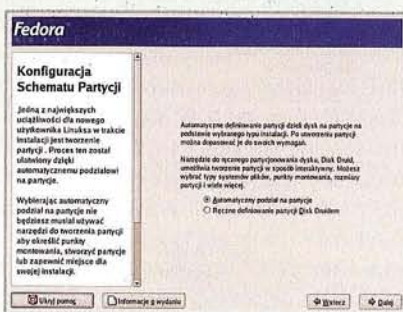 Fedora
Konfiguracja
Schematu Partycji
Jedną z największych
uciążliwości dla nowego
użytkownika Linuksa w trakcie
instalacji jest tworzenie
partycji . Proces ten został
ułatwiony dzięki
automatycznemu podziałowi
na partycje.
Wybierając automatyczny
podział na partycje nie
będziesz musiał używać
narzędzi do tworzenia partycji
aby określić punkty
montowania, stworzyć partycje
lub zapewnić miejsce dla
swojej instalacji.
Automatyczne definiowanie partycji dzieli dysk na partycje na
podstawie wybranego typu instalacji. Po utworzeniu partycji
można dopasować je do swoich wymagań.
Narzędzie do ręcznego partycjonowania dysku, Disk Druid,
umożliwia tworzenie partycji w sposób interaktywny. Możesz
wybrać typy systemów plików, punkty montowania, rozmiary
partycji i wiele więcej.
Automatyczny podział na partycje
Ręczne definiowanie partycji Disk Druidem
Ukryj pomoc
Informacje o wydaniu
Wstecz
Dalej